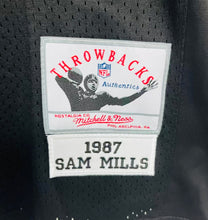 THROWBACKS
NFL
Authentics
NOSTALGIA CO.
Mitchell & Ness
PHILADELPHIA, PA.
1987
SAM MILLS